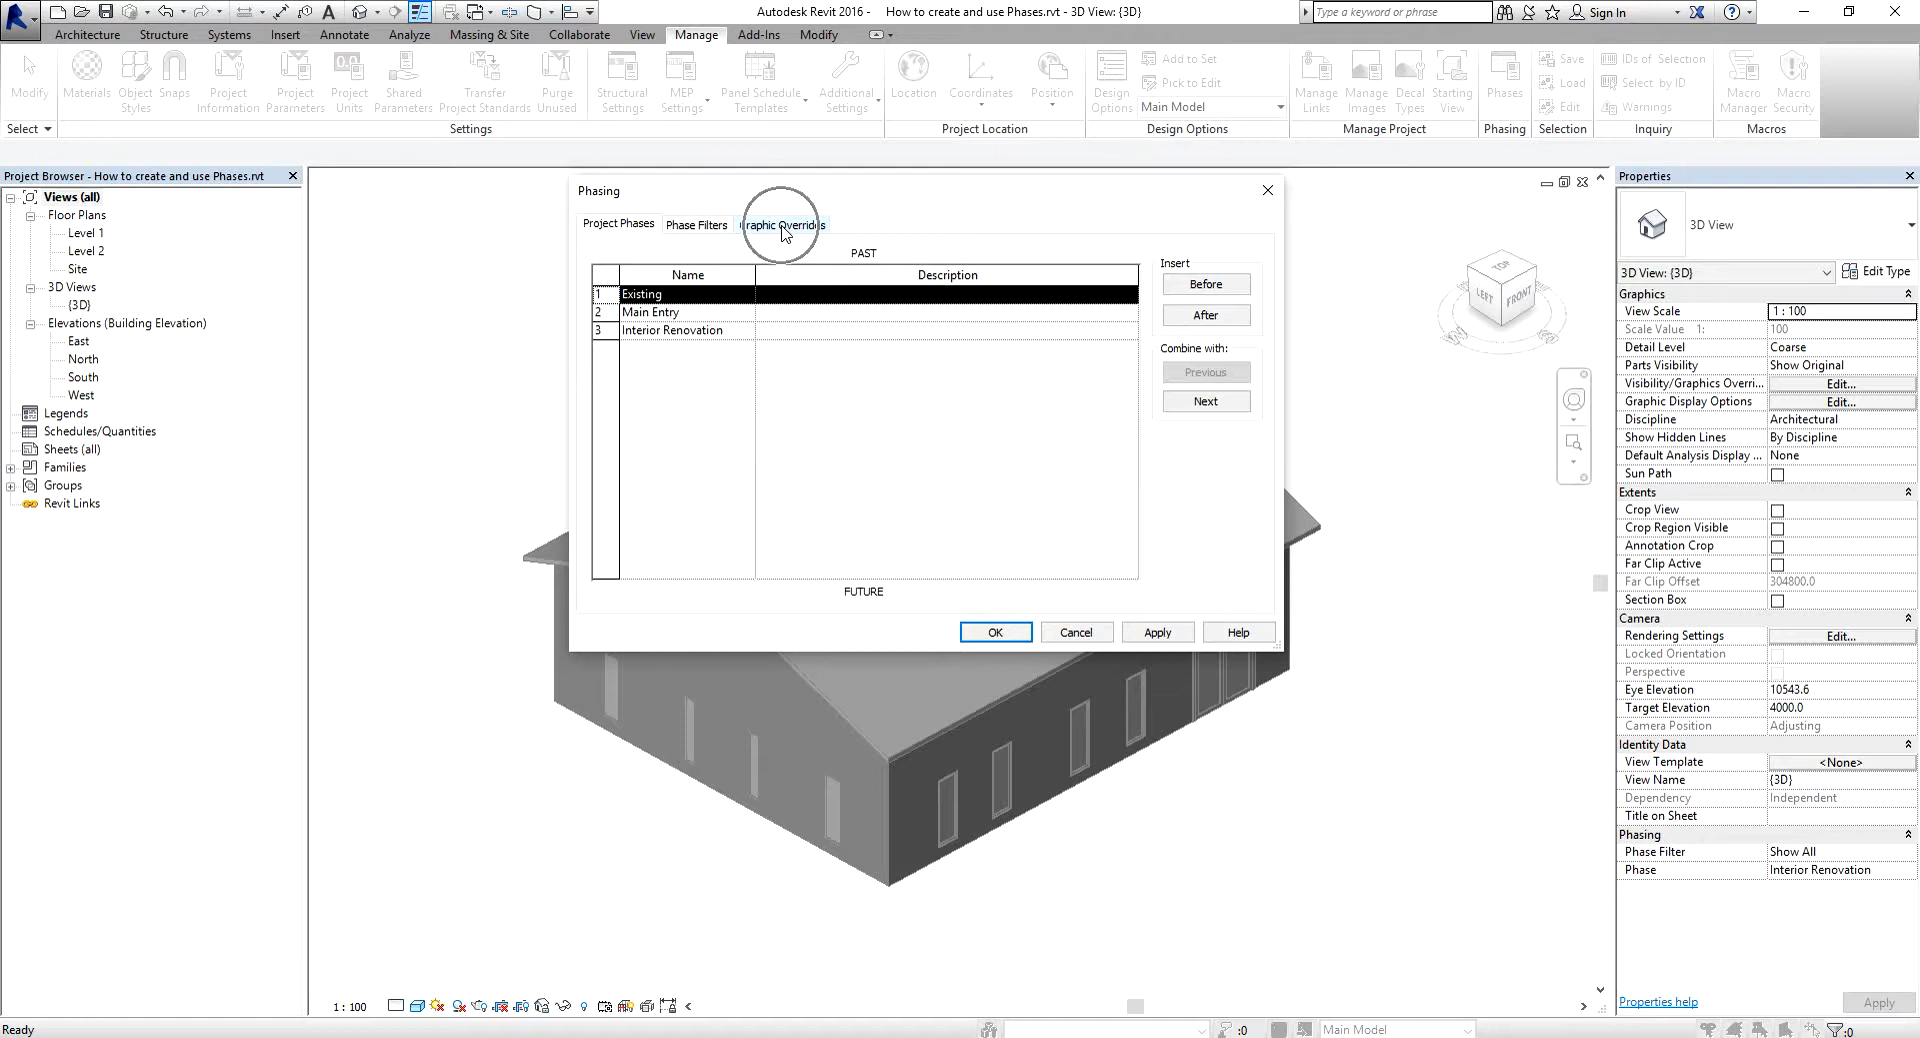 Autodesk Revit 2016 - How to create and use Phases.rvt - 3D View: {3D}
Type a keyword or phrase
Sign In
Architecture Structure Systems Insert Annotate Analyze Massing & Site Collaborate View Manage Add-Ins Modify
Modify
Materials
Object Styles
Snaps
Project Information
Project Parameters
Project Units
Shared Parameters
Transfer Project Standards
Purge Unused
Structural Settings
MEP Settings
Panel Schedule Templates
Additional Settings
Location
Coordinates
Position
Design Options
Add to Set
Pick to Edit
Main Model
Manage Links
Manage Images
Decal Types
Starting View
Phases
Save
Load
Edit
IDs of Selection
Select by ID
Warnings
Macro Manager
Macro Security
Select
Settings
Project Location
Design Options
Manage Project
Phasing
Selection
Inquiry
Macros
Project Browser - How to create and use Phases.rvt
Views (all)
Floor Plans
Level 1
Level 2
Site
3D Views
{3D}
Elevations (Building Elevation)
East
North
South
West
Legends
Schedules/Quantities
Sheets (all)
Families
Groups
Revit Links
Phasing
Project Phases Phase Filters Graphic Overrides
PAST
Name Description
1 Existing
2 Main Entry
3 Interior Renovation
FUTURE
Insert
Before
After
Combine with:
Previous
Next
OK Cancel Apply Help
TOP
LEFT FRONT
Properties
3D View
3D View: {3D} Edit Type
Graphics
View Scale 1 : 100
Scale Value 1: 100
Detail Level Coarse
Parts Visibility Show Original
Visibility/Graphics Overri... Edit...
Graphic Display Options Edit...
Discipline Architectural
Show Hidden Lines By Discipline
Default Analysis Display ... None
Sun Path
Extents
Crop View
Crop Region Visible
Annotation Crop
Far Clip Active
Far Clip Offset 304800.0
Section Box
Camera
Rendering Settings Edit...
Locked Orientation
Perspective
Eye Elevation 10543.6
Target Elevation 4000.0
Camera Position Adjusting
Identity Data
View Template <None>
View Name {3D}
Dependency Independent
Title on Sheet
Phasing
Phase Filter Show All
Phase Interior Renovation
Properties help Apply
1 : 100
Ready
:0
Main Model
:0